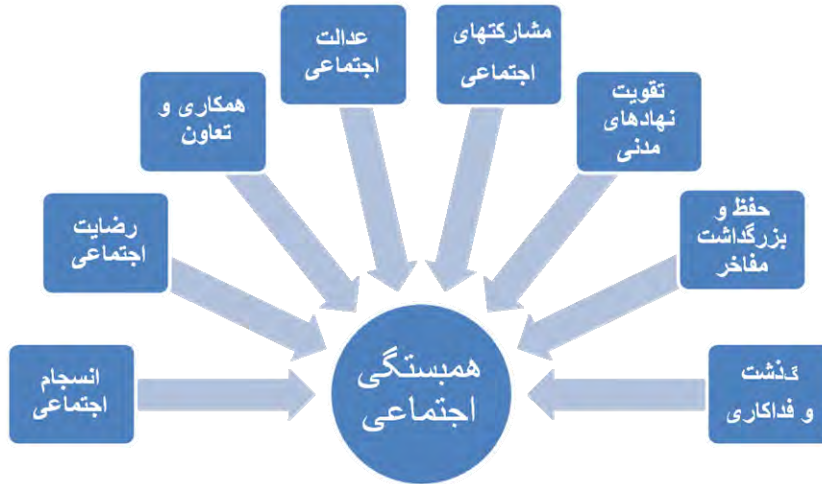 مشارکتهای
اجتماعی
عدالت
اجتماعی
تقویت
نهادهای
مدنی
همکاری و
تعاون
حفظ و
بزرگداشت
مفاخر
رضایت
اجتماعی
گذشت
و فداکاری
انسجام
اجتماعی
همبستگی
اجتماعی